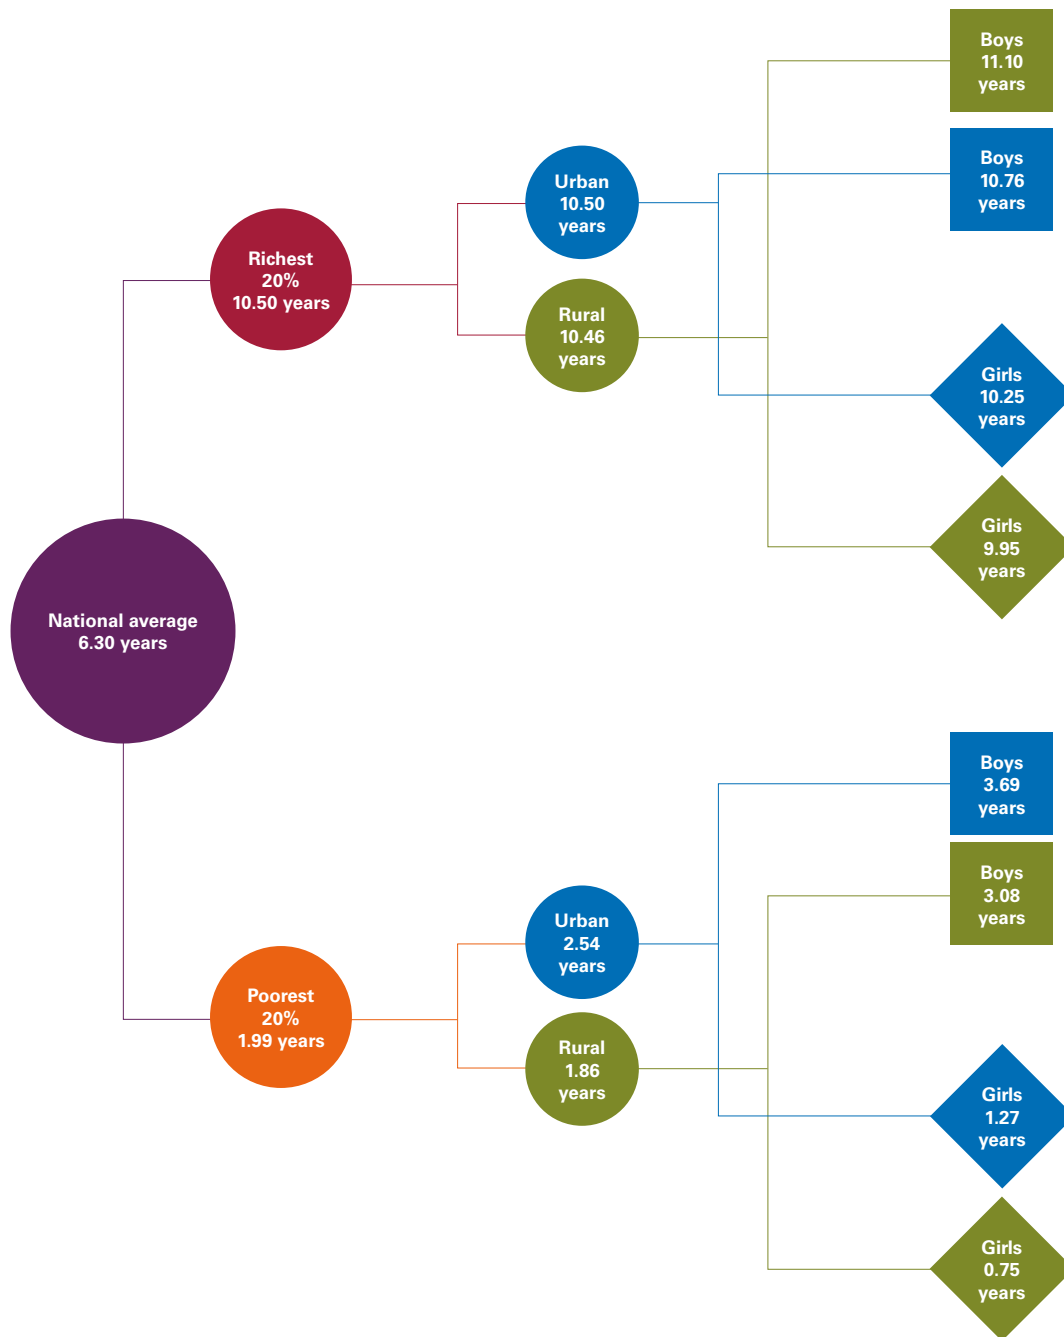 Boys
11.10
years
Boys
10.76
years
Urban
10.50
years
Richest
20%
10.50 years
Rural
10.46
years
Girls
10.25
years
Girls
9.95
years
National average
6.30 years
Boys
3.69
years
Boys
3.08
years
Urban
2.54
years
Poorest
20%
1.99 years
Rural
1.86
years
Girls
1.27
years
Girls
0.75
years